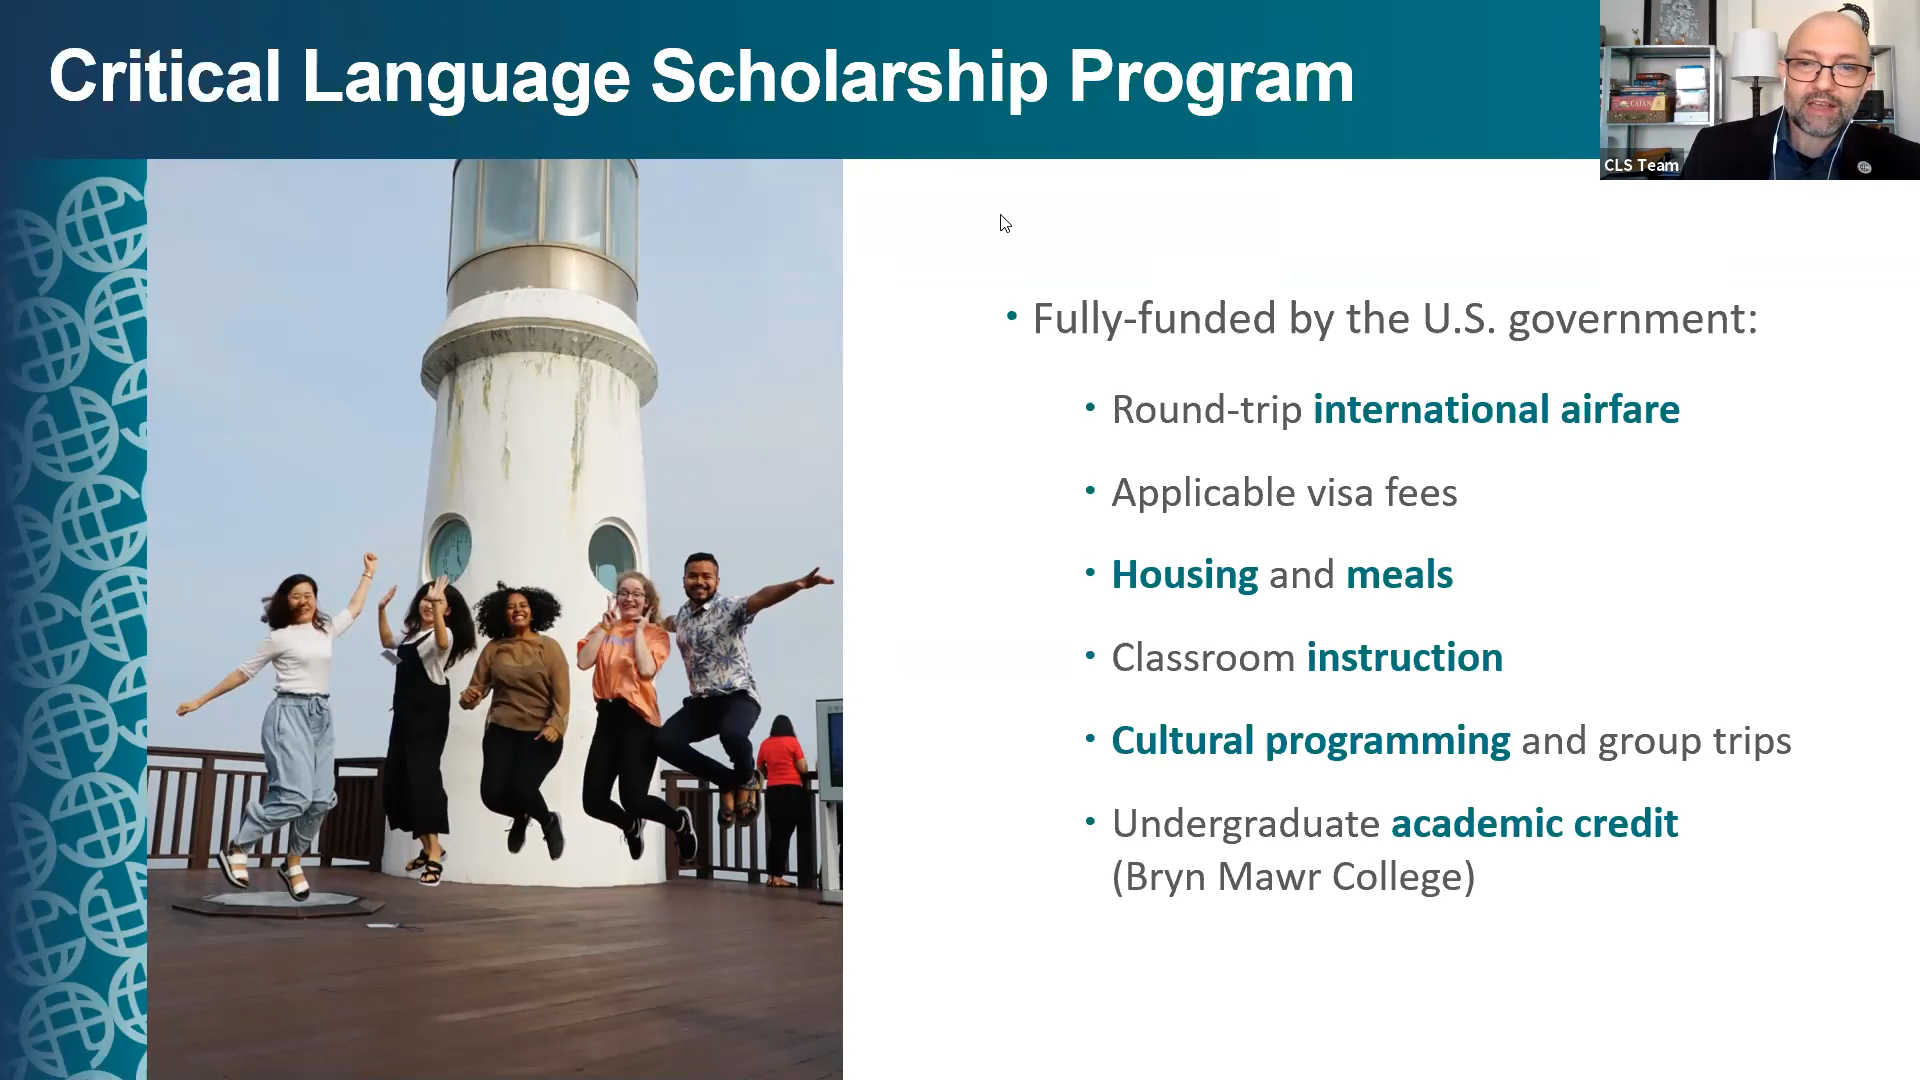 Critical Language Scholarship Program
CATAN
CLS Team
• Fully-funded by the U.S. government:
• Round-trip international airfare
• Applicable visa fees
• Housing and meals
• Classroom instruction
• Cultural programming and group trips
• Undergraduate academic credit
(Bryn Mawr College)